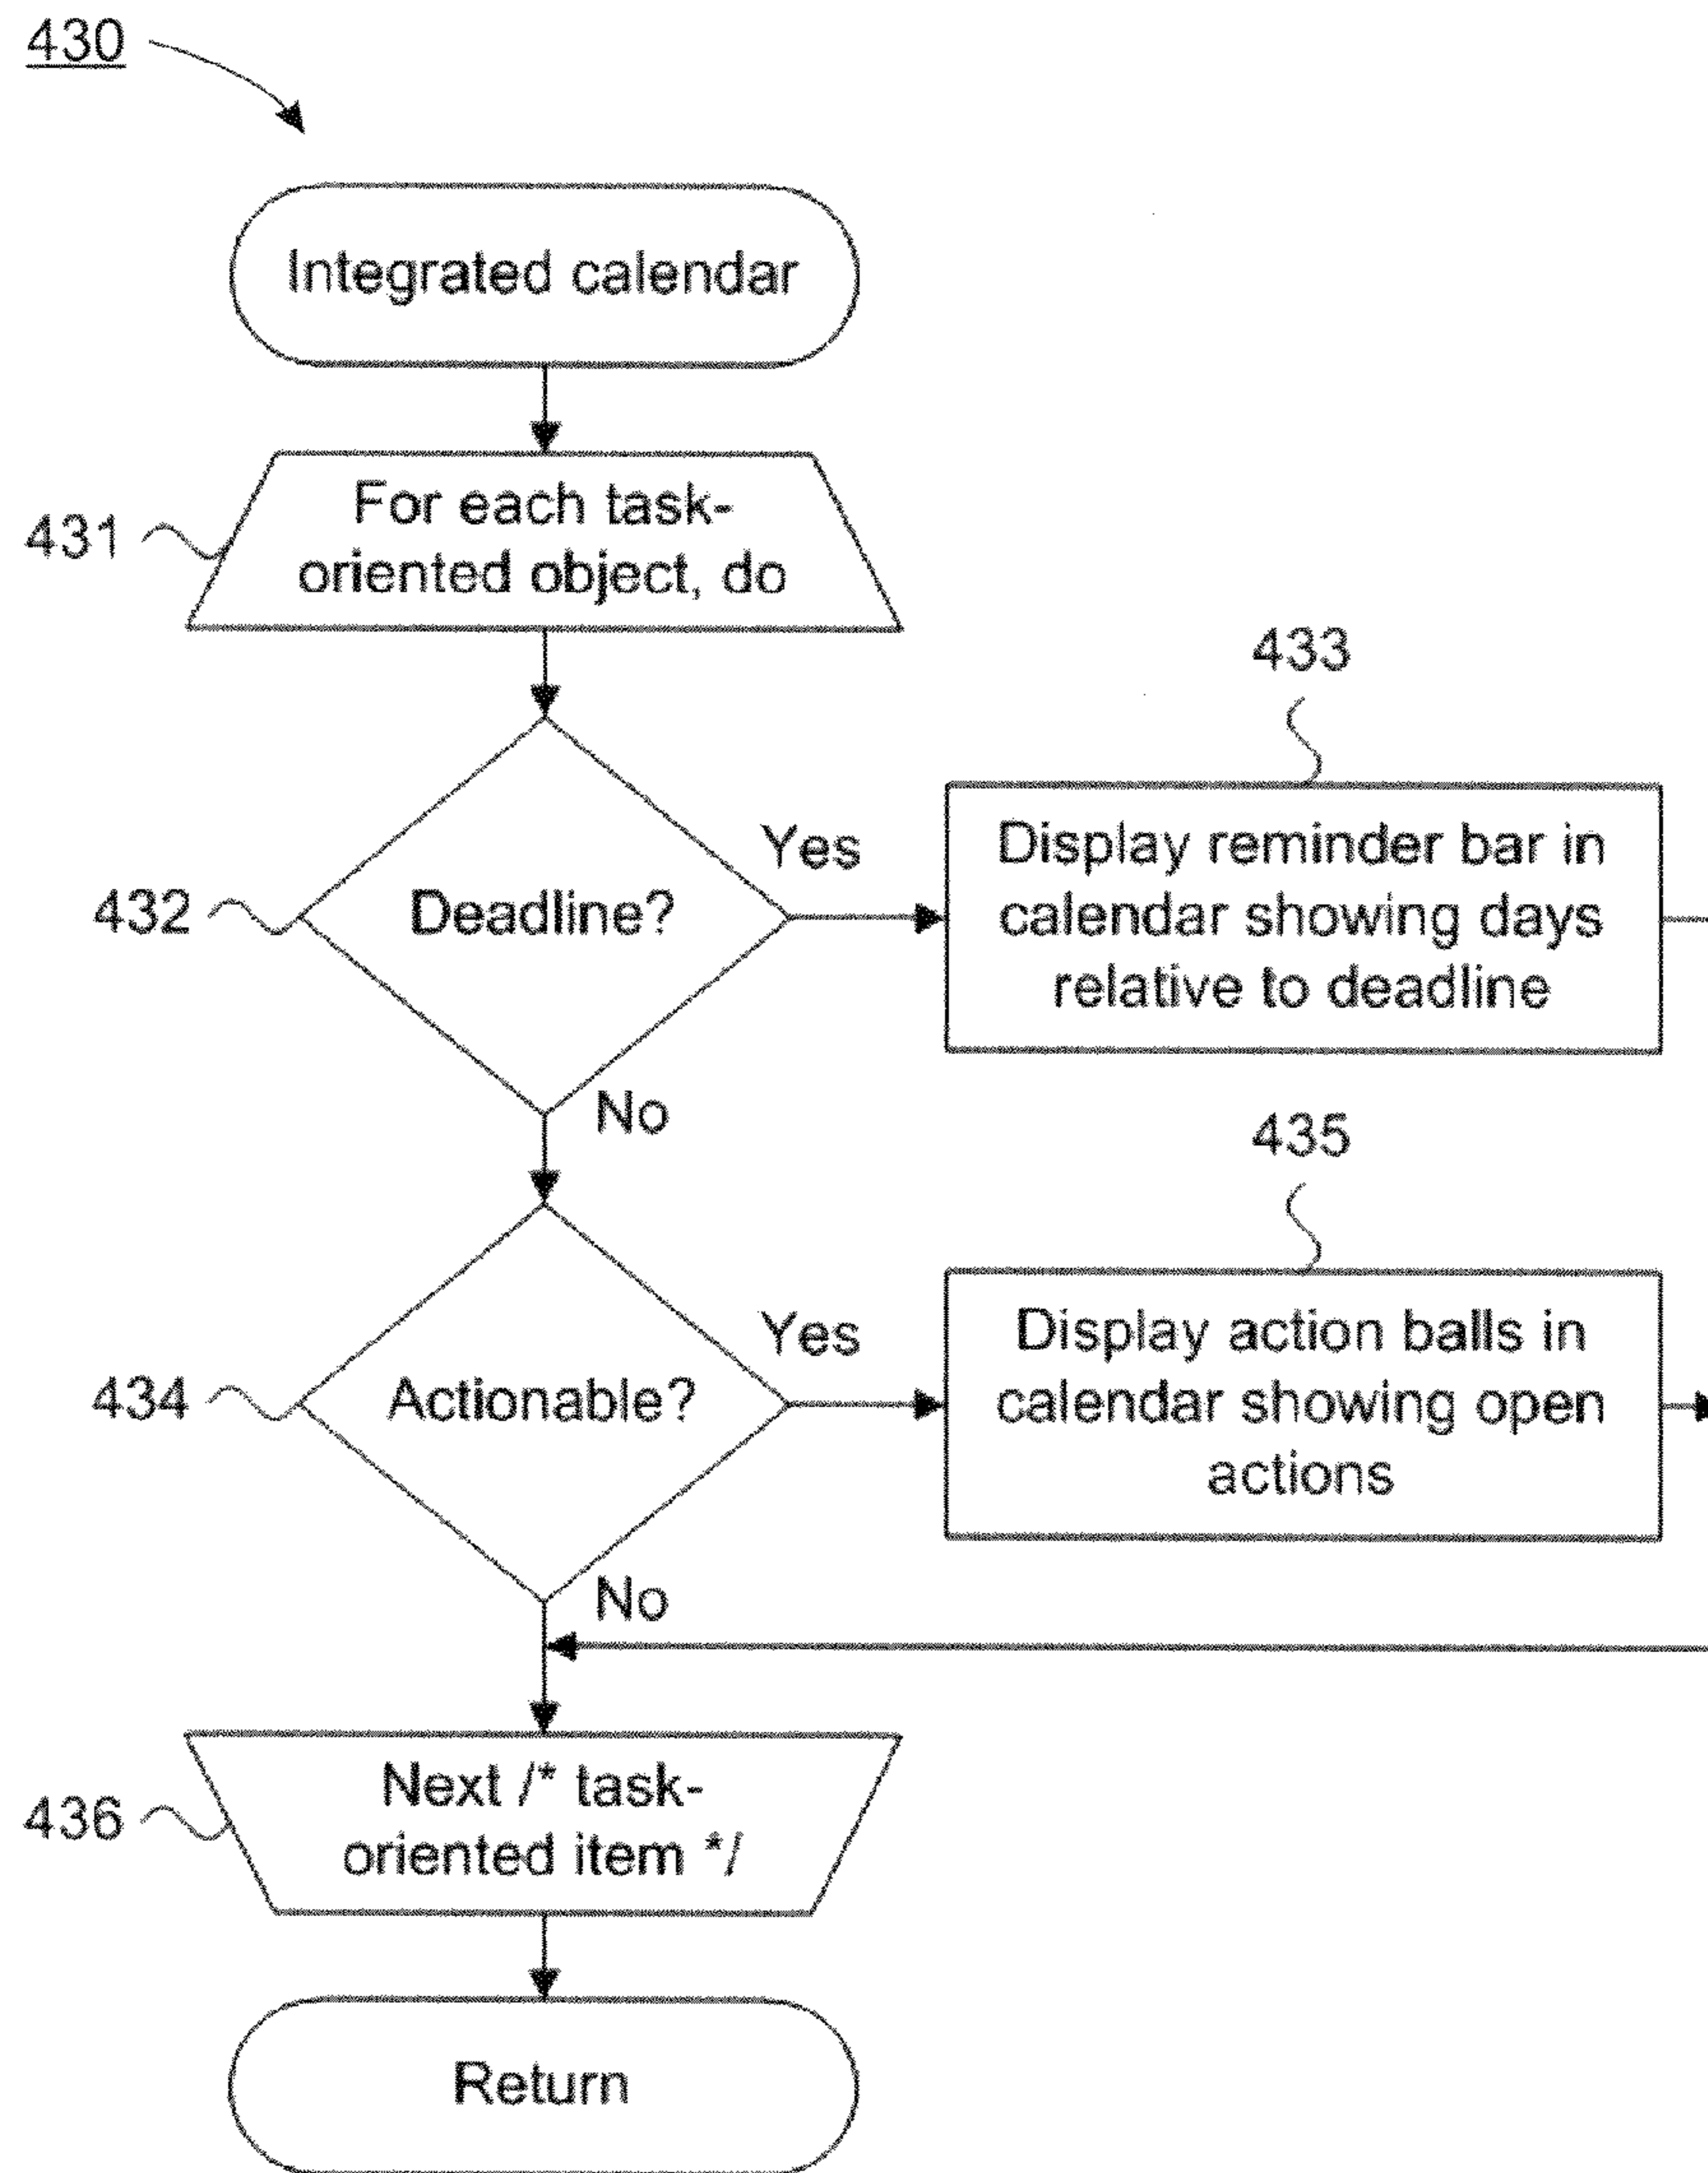 430
Integrated calendar
431
For each task-
oriented object, do
432
Deadline?
Yes
No
433
Display reminder bar in
calendar showing days
relative to deadline
434
Actionable?
Yes
No
435
Display action balls in
calendar showing open
actions
436
Next /* task-
oriented item */
Return